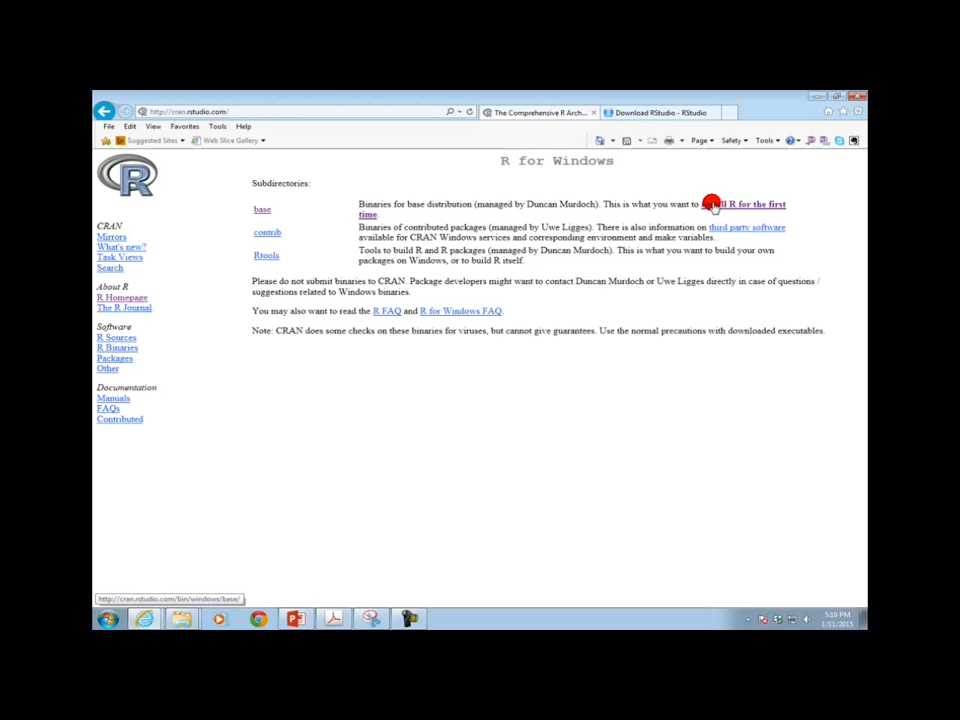 http://cran.rstudio.com/
The Comprehensive R Arch...
Download RStudio - RStudio
File Edit View Favorites Tools Help
Suggested Sites Web Slice Gallery
Page Safety Tools
R
R for Windows
Subdirectories:
base
Binaries for base distribution (managed by Duncan Murdoch). This is what you want to R for the first
time.
contrib
Binaries of contributed packages (managed by Uwe Ligges). There is also information on third party software
available for CRAN Windows services and corresponding environment and make variables.
Rtools
Tools to build R and R packages (managed by Duncan Murdoch). This is what you want to build your own
packages on Windows, or to build R itself.
Please do not submit binaries to CRAN. Package developers might want to contact Duncan Murdoch or Uwe Ligges directly in case of questions /
suggestions related to Windows binaries.
You may also want to read the R FAQ and R for Windows FAQ.
Note: CRAN does some checks on these binaries for viruses, but cannot give guarantees. Use the normal precautions with downloaded executables.
CRAN
Mirrors
What's new?
Task Views
Search
About R
R Homepage
The R Journal
Software
R Sources
R Binaries
Packages
Other
Documentation
Manuals
FAQs
Contributed
http://cran.rstudio.com/bin/windows/base/
5:10 PM
1/11/2015